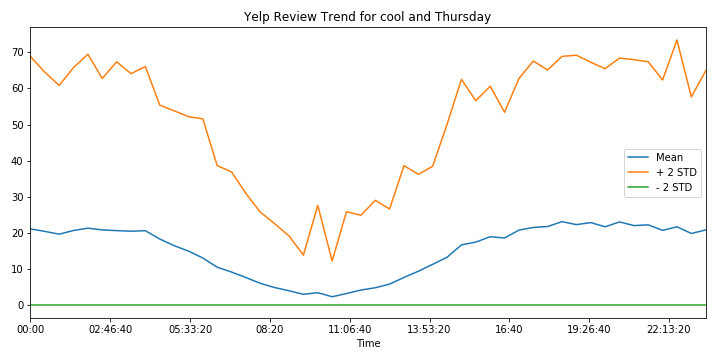 Yelp Review Trend for cool and Thursday
70
60
50
40
30
20
10
0
Mean
+ 2 STD
- 2 STD
00:00 02:46:40 05:33:20 08:20 11:06:40 13:53:20 16:40 19:26:40 22:13:20
Time